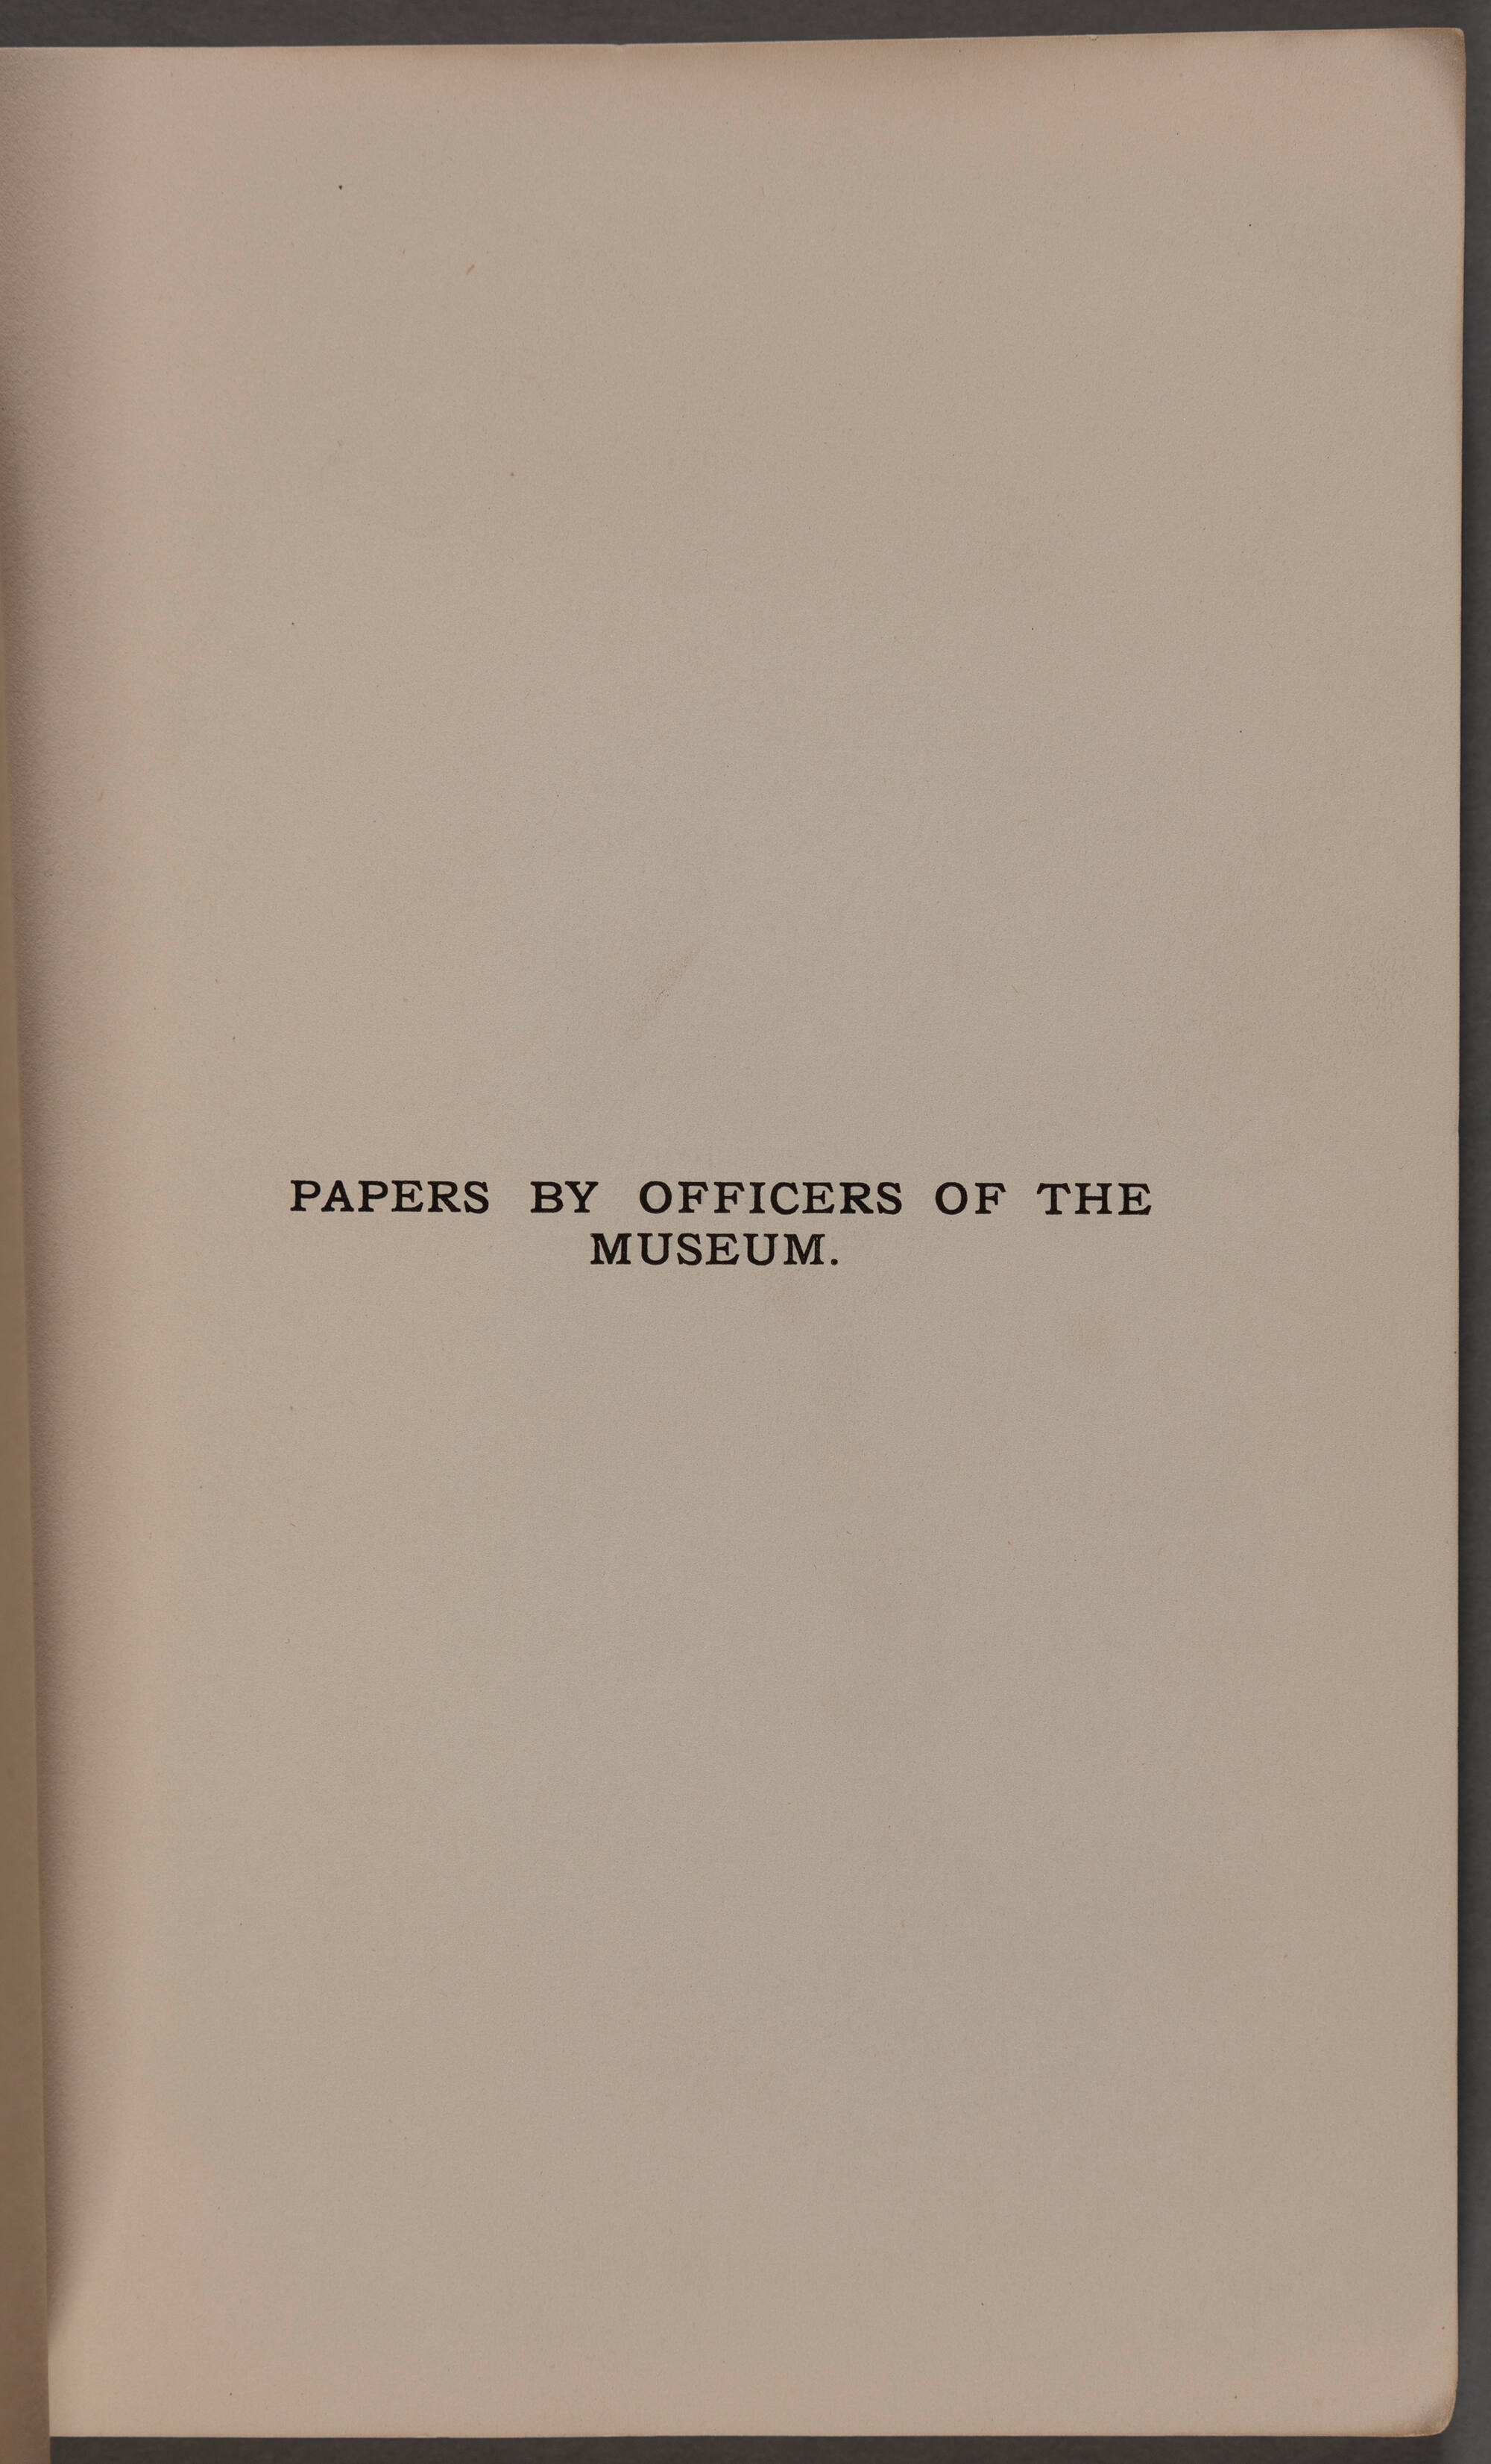 PAPERS BY OFFICERS OF THE
MUSEUM.